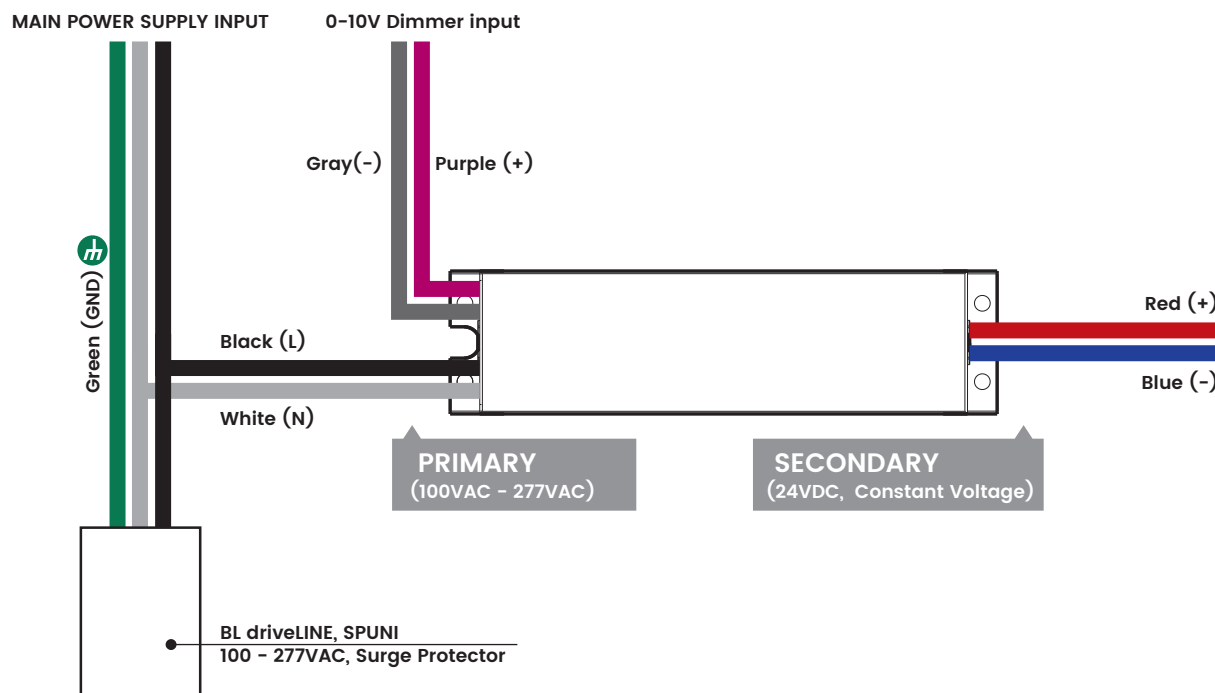 MAIN POWER SUPPLY INPUT
0-10V Dimmer input
Gray(-)
Purple (+)
Green (GND)
Black (L)
White (N)
Red (+)
Blue (-)
PRIMARY
(100VAC - 277VAC)
SECONDARY
(24VDC, Constant Voltage)
BL driveLINE, SPUNI
100 - 277VAC, Surge Protector